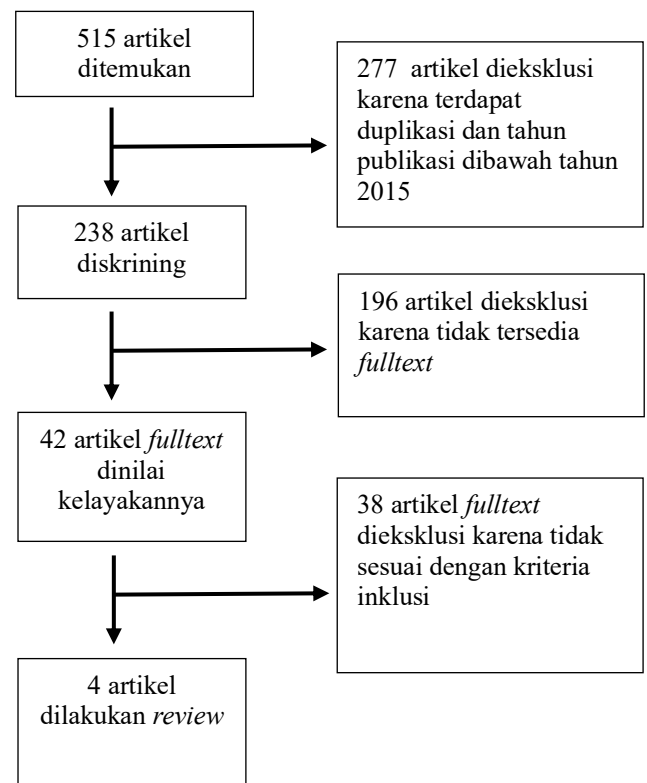 515 artikel
ditemukan
277 artikel dieksklusi
karena terdapat
duplikasi dan tahun
publikasi dibawah tahun
2015
238 artikel
diskrining
196 artikel dieksklusi
karena tidak tersedia
fulltext
42 artikel fulltext
dinilai
kelayakannya
38 artikel fulltext
dieksklusi karena tidak
sesuai dengan kriteria
inklusi
4 artikel
dilakukan review